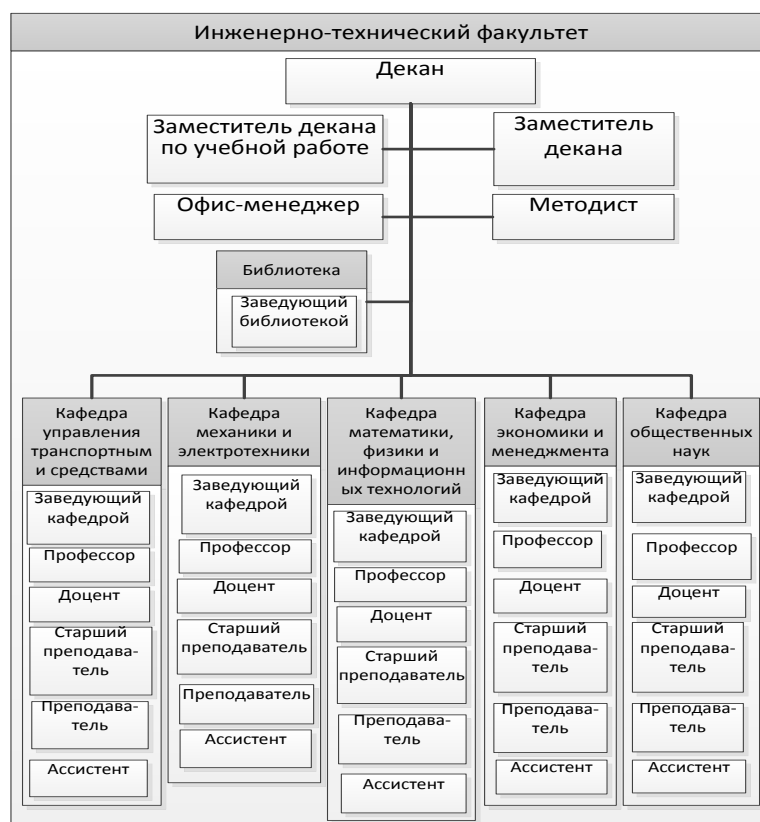 Инженерно-технический факультет
Декан
Заместитель декана
по учебной работе
Заместитель
декана
Офис-менеджер
Методист
Библиотека
Заведующий
библиотекой
Кафедра
управления
транспортным
и средствами
Заведующий
кафедрой
Профессор
Доцент
Старший
преподава-
тель
Преподава-
тель
Ассистент
Кафедра
механики и
электротехники
Заведующий
кафедрой
Профессор
Доцент
Старший
преподаватель
Преподаватель
Ассистент
Кафедра
математики,
физики и
информационн
ых технологий
Заведующий
кафедрой
Профессор
Доцент
Старший
преподаватель
Преподава-
тель
Ассистент
Кафедра
экономики и
менеджмента
Заведующий
кафедрой
Профессор
Доцент
Старший
преподава-
тель
Преподава-
тель
Ассистент
Кафедра
общественных
наук
Заведующий
кафедрой
Профессор
Доцент
Старший
преподава-
тель
Преподава-
тель
Ассистент